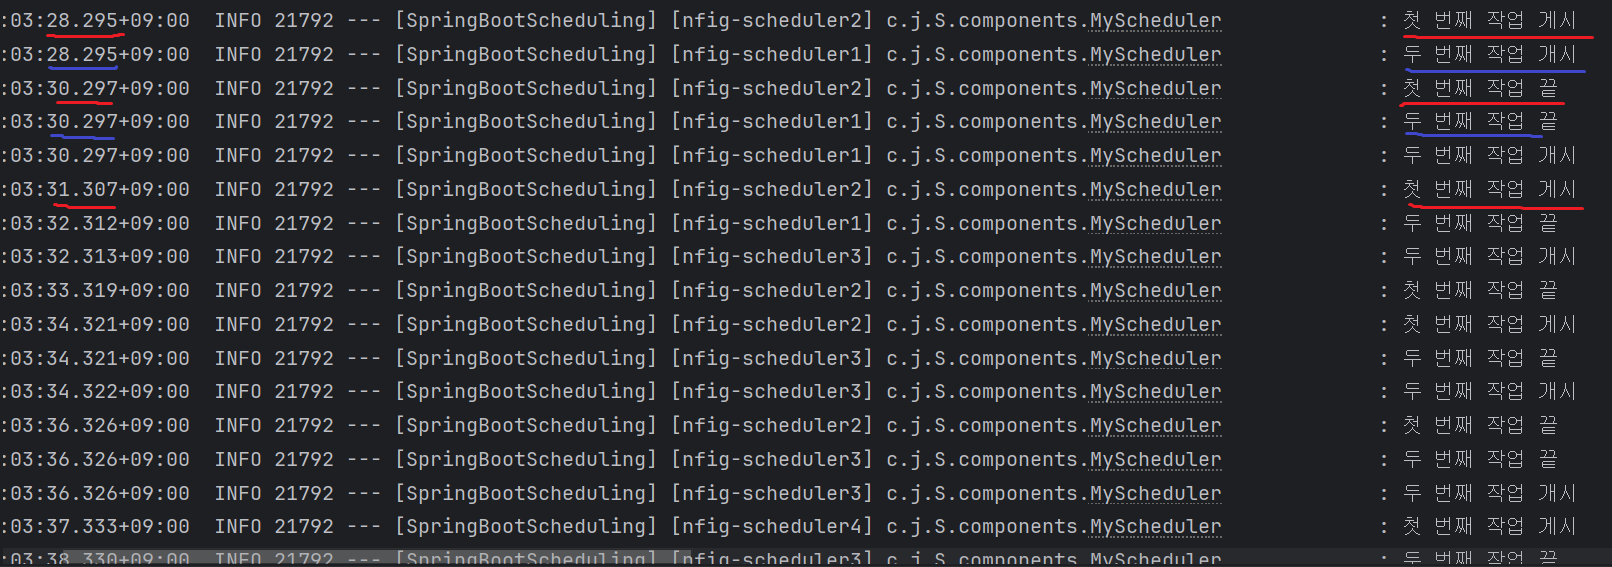 :03:28.295+09:00  INFO 21792 --- [SpringBootScheduling] [nfig-scheduler2] c.j.S.components.MyScheduler             : 첫 번째 작업 게시
:03:28.295+09:00  INFO 21792 --- [SpringBootScheduling] [nfig-scheduler1] c.j.S.components.MyScheduler             : 두 번째 작업 개시
:03:30.297+09:00  INFO 21792 --- [SpringBootScheduling] [nfig-scheduler2] c.j.S.components.MyScheduler             : 첫 번째 작업 끝
:03:30.297+09:00  INFO 21792 --- [SpringBootScheduling] [nfig-scheduler1] c.j.S.components.MyScheduler             : 두 번째 작업 끝
:03:30.297+09:00  INFO 21792 --- [SpringBootScheduling] [nfig-scheduler1] c.j.S.components.MyScheduler             : 두 번째 작업 개시
:03:31.307+09:00  INFO 21792 --- [SpringBootScheduling] [nfig-scheduler2] c.j.S.components.MyScheduler             : 첫 번째 작업 게시
:03:32.312+09:00  INFO 21792 --- [SpringBootScheduling] [nfig-scheduler1] c.j.S.components.MyScheduler             : 두 번째 작업 끝
:03:32.313+09:00  INFO 21792 --- [SpringBootScheduling] [nfig-scheduler3] c.j.S.components.MyScheduler             : 두 번째 작업 개시
:03:33.319+09:00  INFO 21792 --- [SpringBootScheduling] [nfig-scheduler2] c.j.S.components.MyScheduler             : 첫 번째 작업 끝
:03:34.321+09:00  INFO 21792 --- [SpringBootScheduling] [nfig-scheduler2] c.j.S.components.MyScheduler             : 첫 번째 작업 게시
:03:34.321+09:00  INFO 21792 --- [SpringBootScheduling] [nfig-scheduler3] c.j.S.components.MyScheduler             : 두 번째 작업 끝
:03:34.322+09:00  INFO 21792 --- [SpringBootScheduling] [nfig-scheduler3] c.j.S.components.MyScheduler             : 두 번째 작업 개시
:03:36.326+09:00  INFO 21792 --- [SpringBootScheduling] [nfig-scheduler2] c.j.S.components.MyScheduler             : 첫 번째 작업 끝
:03:36.326+09:00  INFO 21792 --- [SpringBootScheduling] [nfig-scheduler3] c.j.S.components.MyScheduler             : 두 번째 작업 끝
:03:36.326+09:00  INFO 21792 --- [SpringBootScheduling] [nfig-scheduler3] c.j.S.components.MyScheduler             : 두 번째 작업 개시
:03:37.333+09:00  INFO 21792 --- [SpringBootScheduling] [nfig-scheduler4] c.j.S.components.MyScheduler             : 첫 번째 작업 게시
:03:38.330+09:00  INFO 21792 --- [SpringBootScheduling] [nfig-scheduler3] c.j.S.components.MyScheduler             : 두 번째 작업 끝